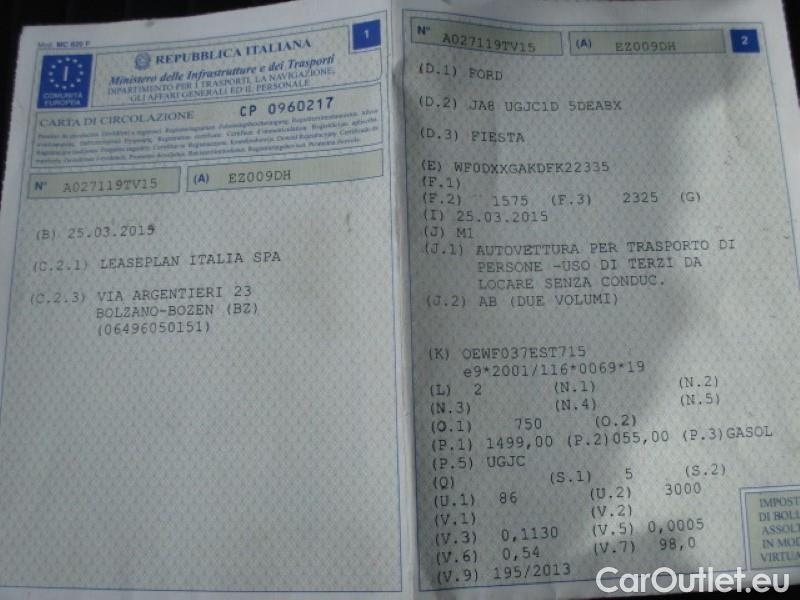 Mod. MC 820 F
1
REPUBBLICA ITALIANA
Ministero delle Infrastrutture e dei Trasporti
DIPARTIMENTO PER I TRASPORTI, LA NAVIGAZIONE,
GLI AFFARI GENERALI ED IL PERSONALE
I
COMUNITÀ
EUROPEA
CARTA DI CIRCOLAZIONE
CP 0960217
N° A027119TV15 (A) EZ009DH
(B) 25.03.2015
(C.2.1) LEASEPLAN ITALIA SPA
(C.2.3) VIA ARGENTIERI 23
BOLZANO-BOZEN (BZ)
(06496050151)
N° A027119TV15 (A) EZ009DH 2
(D.1) FORD
(D.2) JA8 UGJC1D 5DEABX
(D.3) FIESTA
(E) WF0DXXGAKDFK22335
(F.1)
(F.2) 1575 (F.3) 2325 (G)
(I) 25.03.2015
(J) M1
(J.1) AUTOVETTURA PER TRASPORTO DI
PERSONE -USO DI TERZI DA
LOCARE SENZA CONDUC.
(J.2) AB (DUE VOLUMI)
(K) OEWF037EST715
e9*2001/116*0069*19
(L) 2 (N.1) (N.2)
(N.3) (N.4) (N.5)
(O.1) 750 (O.2)
(P.1) 1499,00 (P.2)055,00 (P.3)GASOL
(P.5) UGJC
(Q) (S.1) 5 (S.2)
(U.1) 86 (U.2) 3000
(V.1) (V.2)
(V.3) 0,1130 (V.5) 0,0005
(V.6) 0,54 (V.7) 98,0
(V.9) 195/2013
IMPOST
DI BOLL
ASSOLT
IN MOD
VIRTUA
CarOutlet.eu